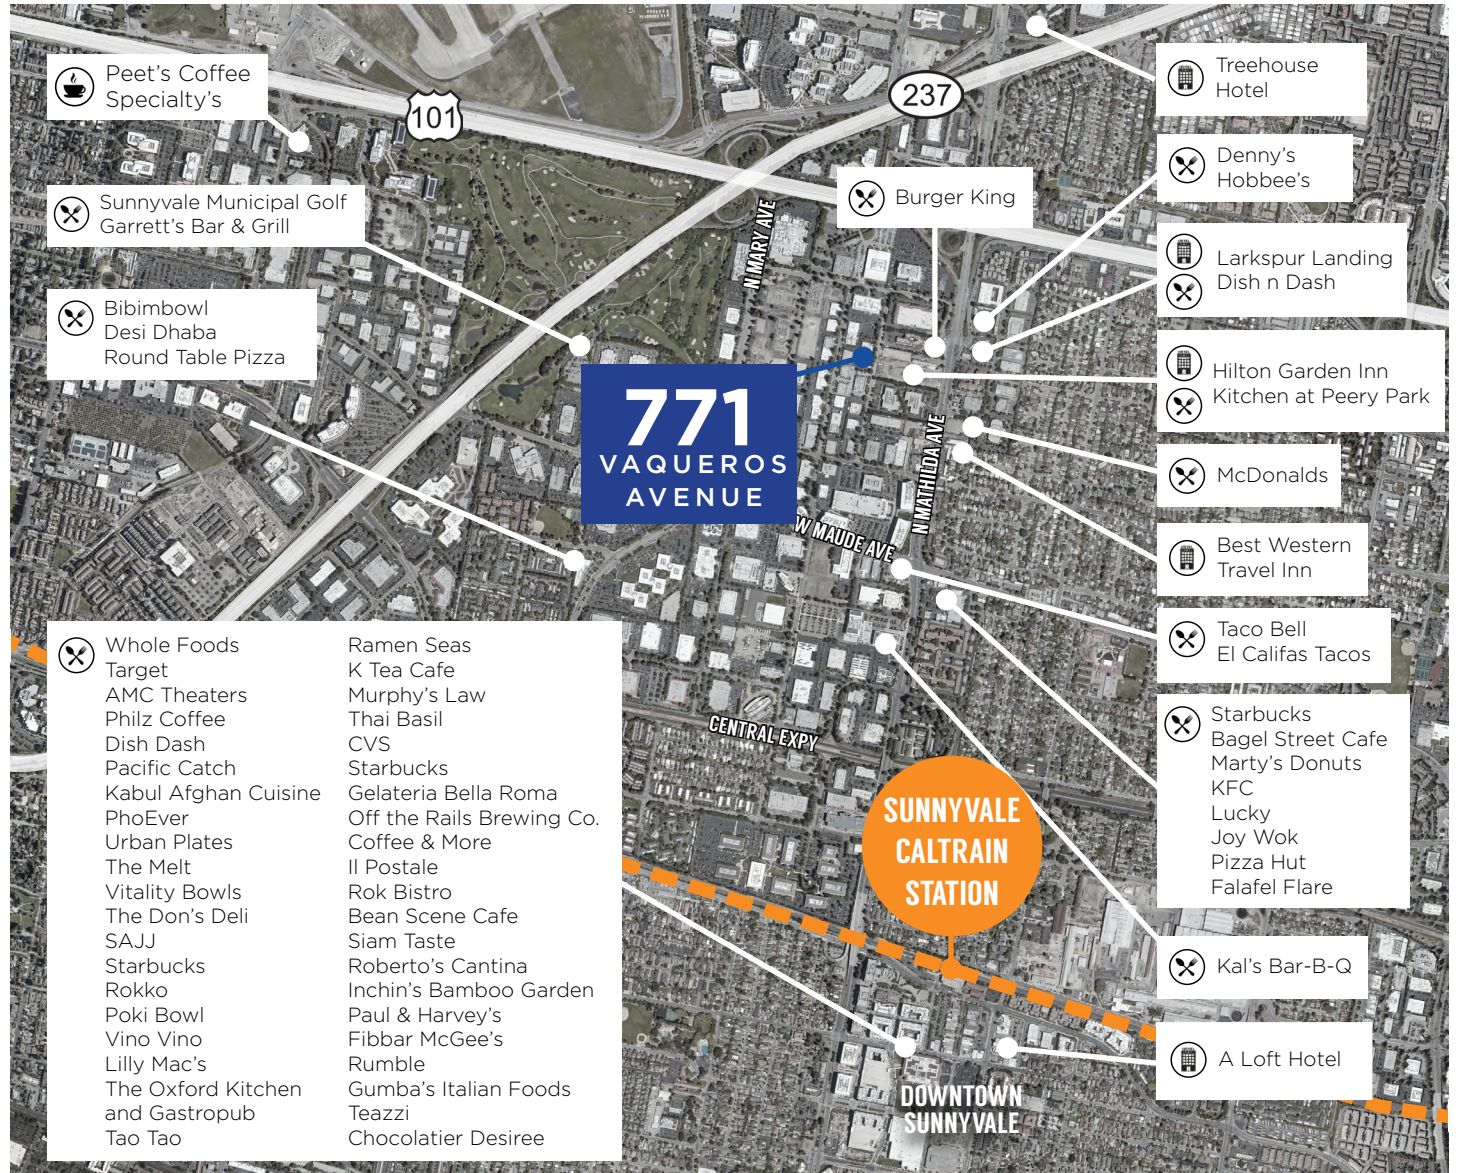 Peet's Coffee
Specialty's
101
237
Treehouse
Hotel
Denny's
Hobbee's
Sunnyvale Municipal Golf
Garrett's Bar & Grill
N MARY AVE
Burger King
Larkspur Landing
Dish n Dash
Bibimbowl
Desi Dhaba
Round Table Pizza
771
VAQUEROS
AVENUE
Hilton Garden Inn
Kitchen at Peery Park
N MATHILDA AVE
McDonalds
W MAUDE AVE
Best Western
Travel Inn
Taco Bell
El Califas Tacos
Whole Foods
Target
AMC Theaters
Philz Coffee
Dish Dash
Pacific Catch
Kabul Afghan Cuisine
PhoEver
Urban Plates
The Melt
Vitality Bowls
The Don's Deli
SAJJ
Starbucks
Rokko
Poki Bowl
Vino Vino
Lilly Mac's
The Oxford Kitchen
and Gastropub
Tao Tao
Ramen Seas
K Tea Cafe
Murphy's Law
Thai Basil
CVS
Starbucks
Gelateria Bella Roma
Off the Rails Brewing Co.
Coffee & More
Il Postale
Rok Bistro
Bean Scene Cafe
Siam Taste
Roberto's Cantina
Inchin's Bamboo Garden
Paul & Harvey's
Fibbar McGee's
Rumble
Gumba's Italian Foods
Teazzi
Chocolatier Desiree
CENTRAL EXPY
SUNNYVALE
CALTRAIN
STATION
Starbucks
Bagel Street Cafe
Marty's Donuts
KFC
Lucky
Joy Wok
Pizza Hut
Falafel Flare
Kal's Bar-B-Q
A Loft Hotel
DOWNTOWN
SUNNYVALE